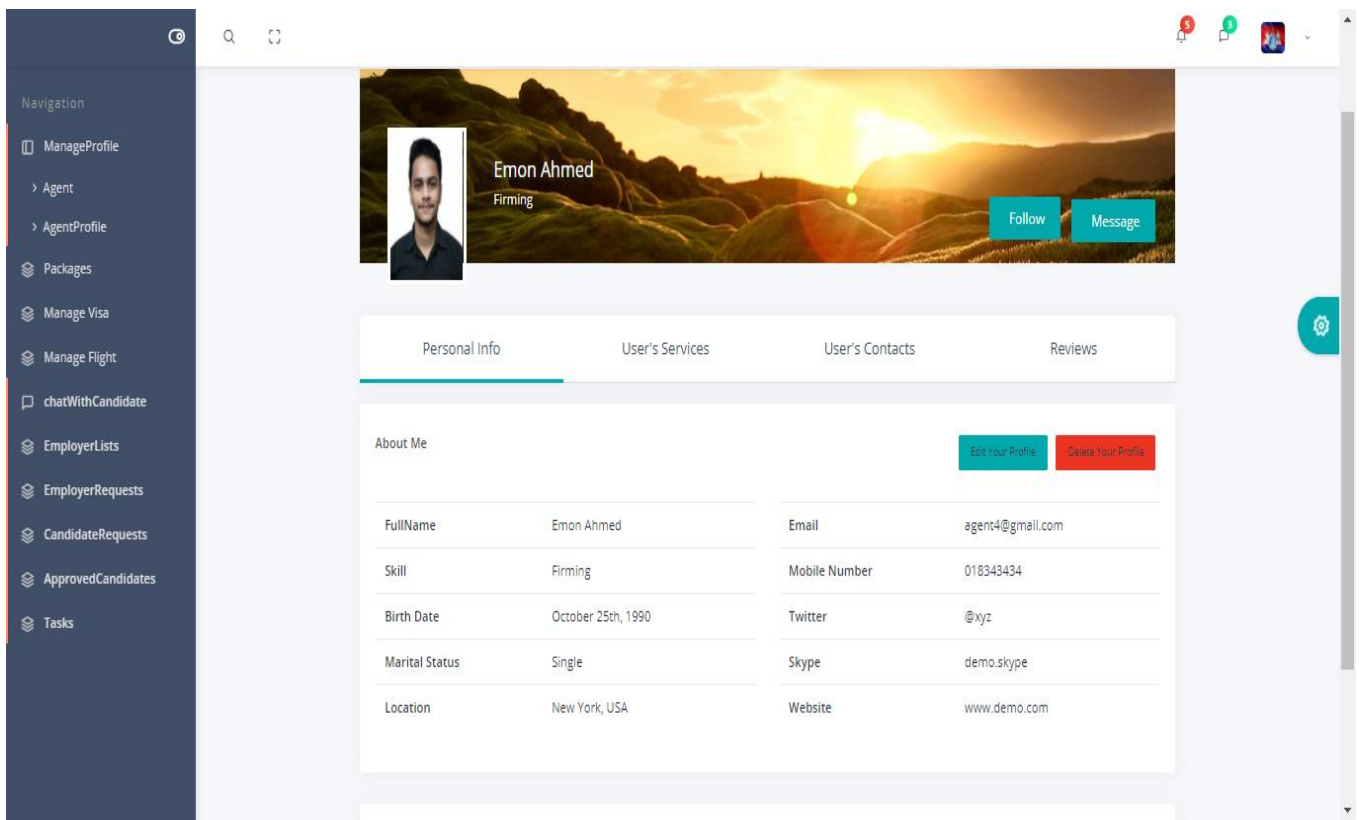 5
3
Navigation
ManageProfile
Agent
AgentProfile
Packages
Manage Visa
Manage Flight
chatWithCandidate
EmployerLists
EmployerRequests
CandidateRequests
ApprovedCandidates
Tasks
Emon Ahmed
Firming
Follow
Message
Personal Info
User's Services
User's Contacts
Reviews
About Me
Edit Your Profile
Delete Your Profile
FullName Emon Ahmed
Skill Firming
Birth Date October 25th, 1990
Marital Status Single
Location New York, USA
Email agent4@gmail.com
Mobile Number 018343434
Twitter @xyz
Skype demo.skype
Website www.demo.com